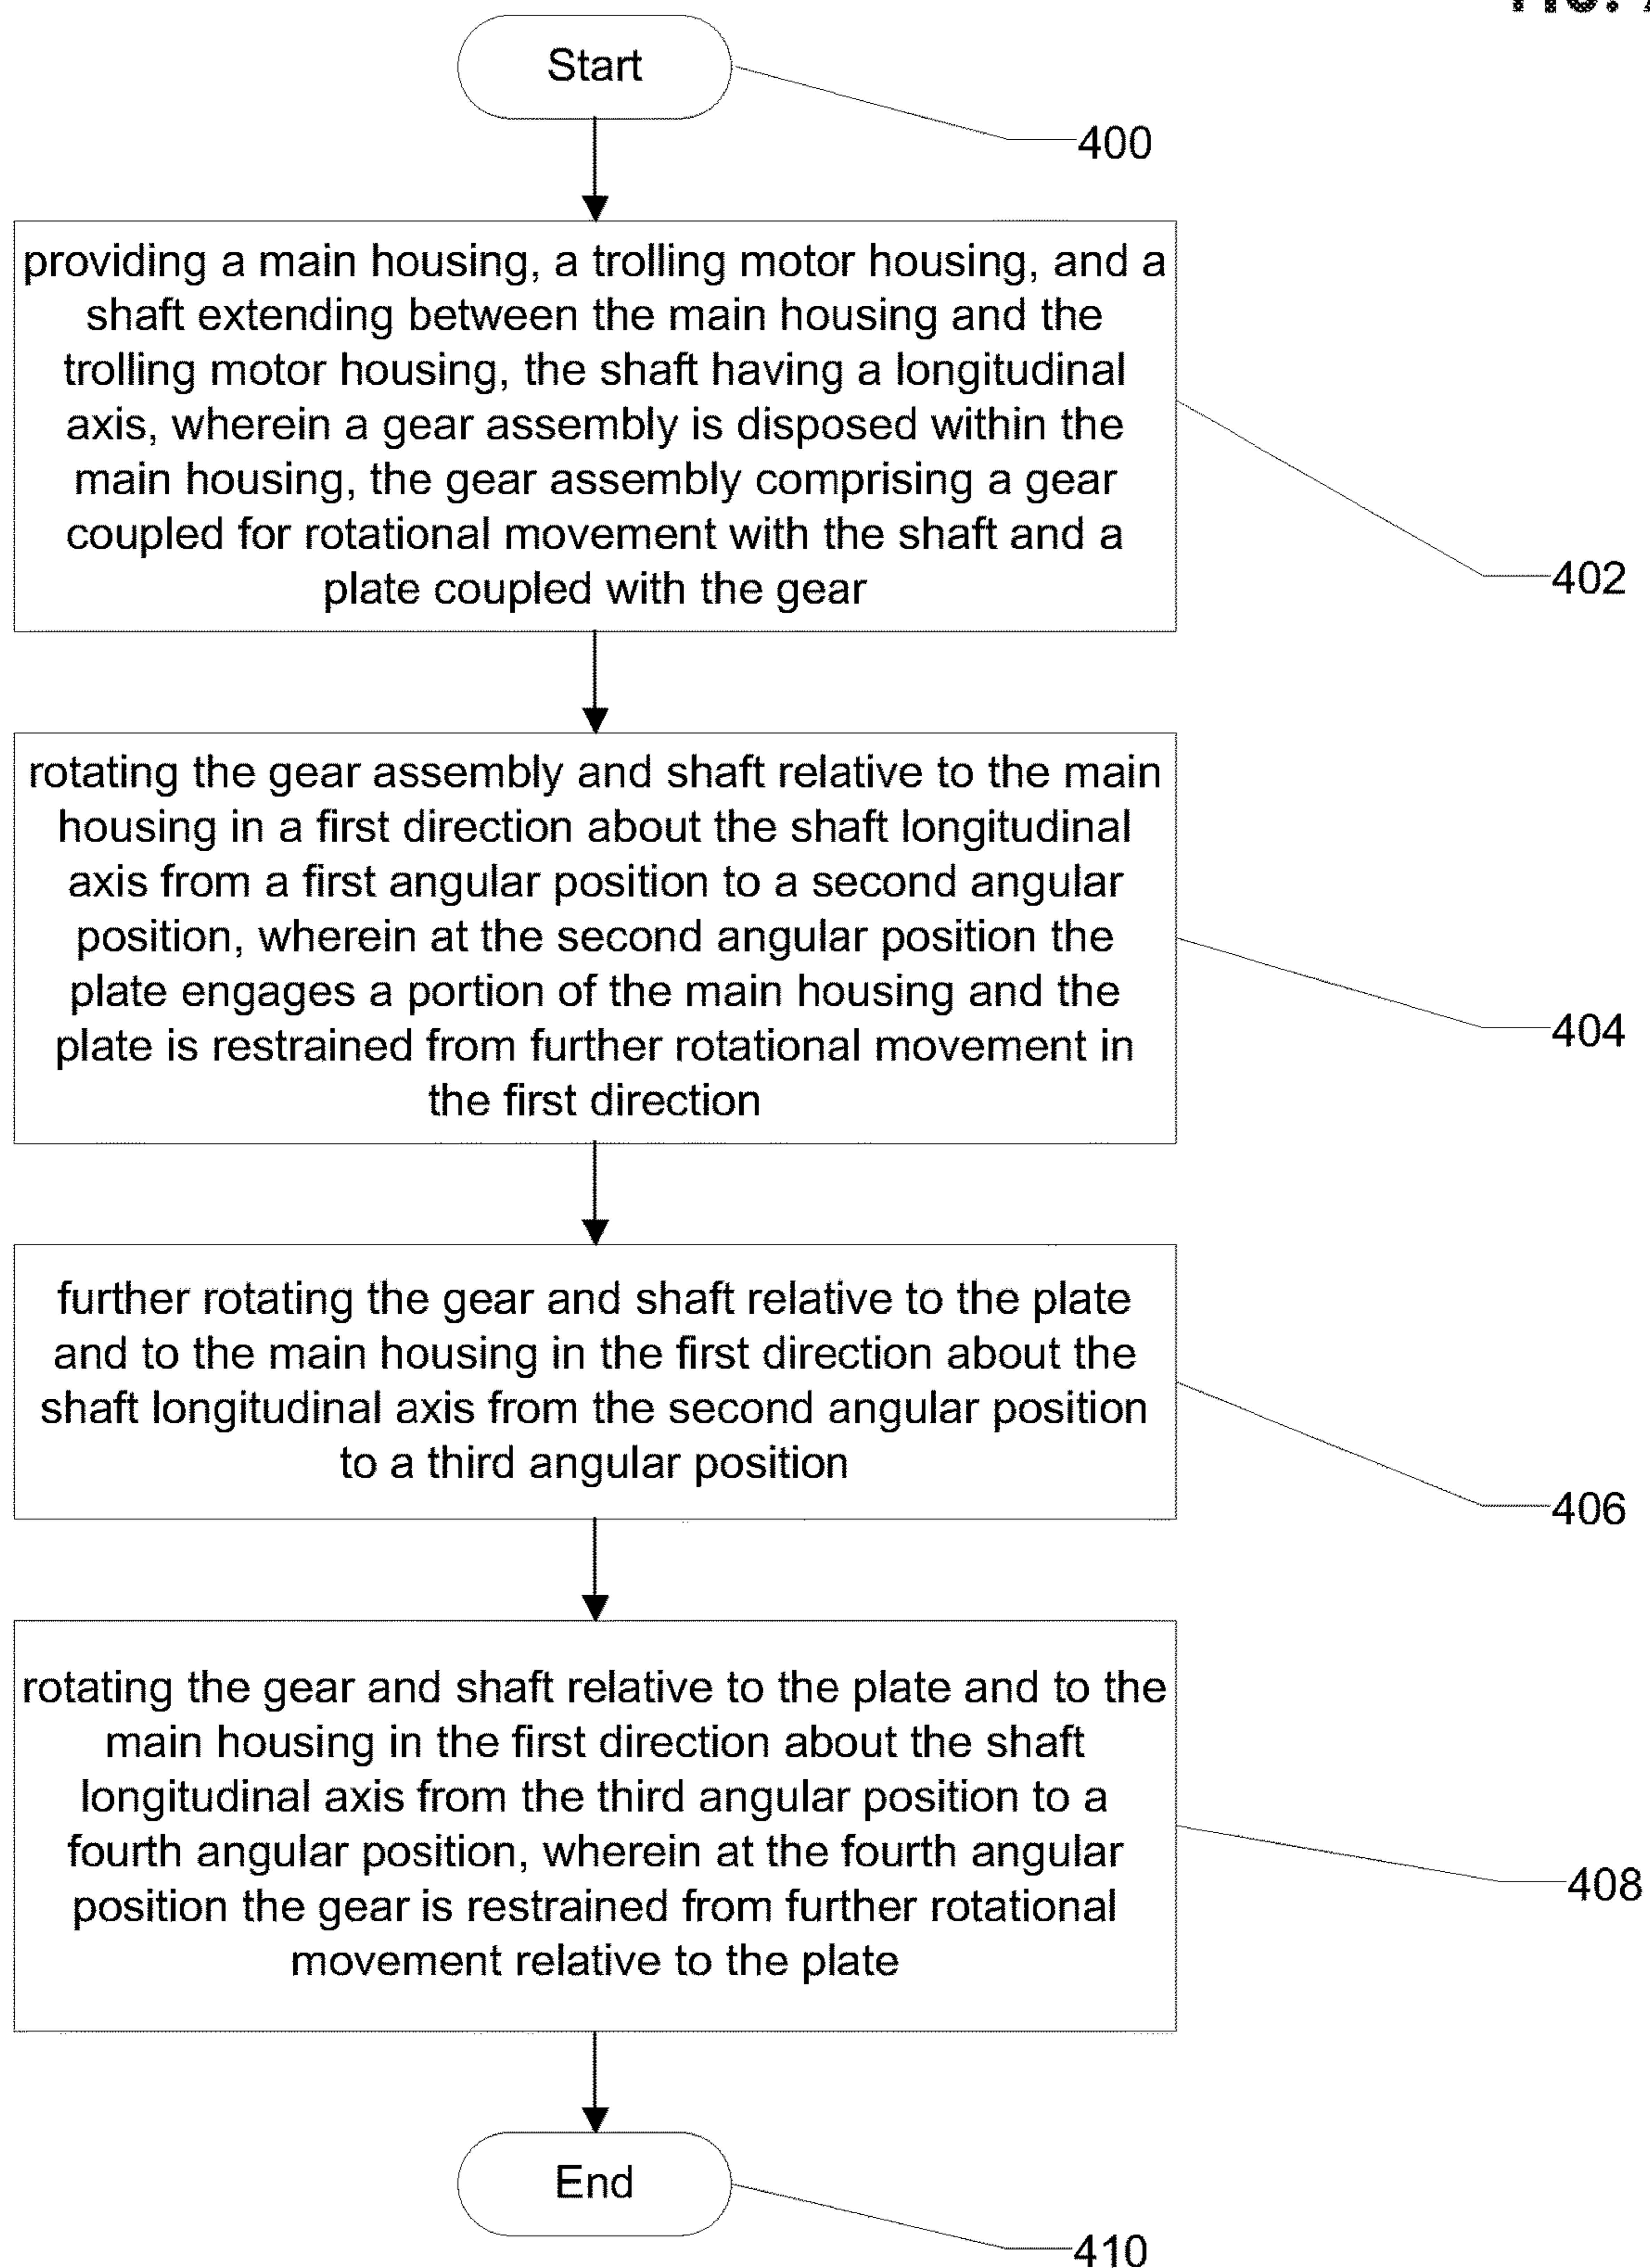 Start
400
providing a main housing, a trolling motor housing, and a
shaft extending between the main housing and the
trolling motor housing, the shaft having a longitudinal
axis, wherein a gear assembly is disposed within the
main housing, the gear assembly comprising a gear
coupled for rotational movement with the shaft and a
plate coupled with the gear
402
rotating the gear assembly and shaft relative to the main
housing in a first direction about the shaft longitudinal
axis from a first angular position to a second angular
position, wherein at the second angular position the
plate engages a portion of the main housing and the
plate is restrained from further rotational movement in
the first direction
404
further rotating the gear and shaft relative to the plate
and to the main housing in the first direction about the
shaft longitudinal axis from the second angular position
to a third angular position
406
rotating the gear and shaft relative to the plate and to the
main housing in the first direction about the shaft
longitudinal axis from the third angular position to a
fourth angular position, wherein at the fourth angular
position the gear is restrained from further rotational
movement relative to the plate
408
End
410